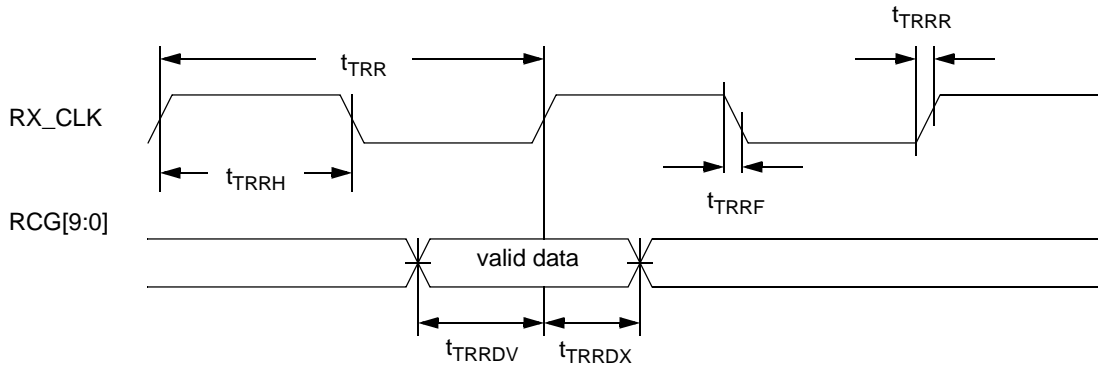 tTRRR
tTRR
RX_CLK
tTRRH
tTRRF
RCG[9:0]
valid data
tTRRDV
tTRRDX